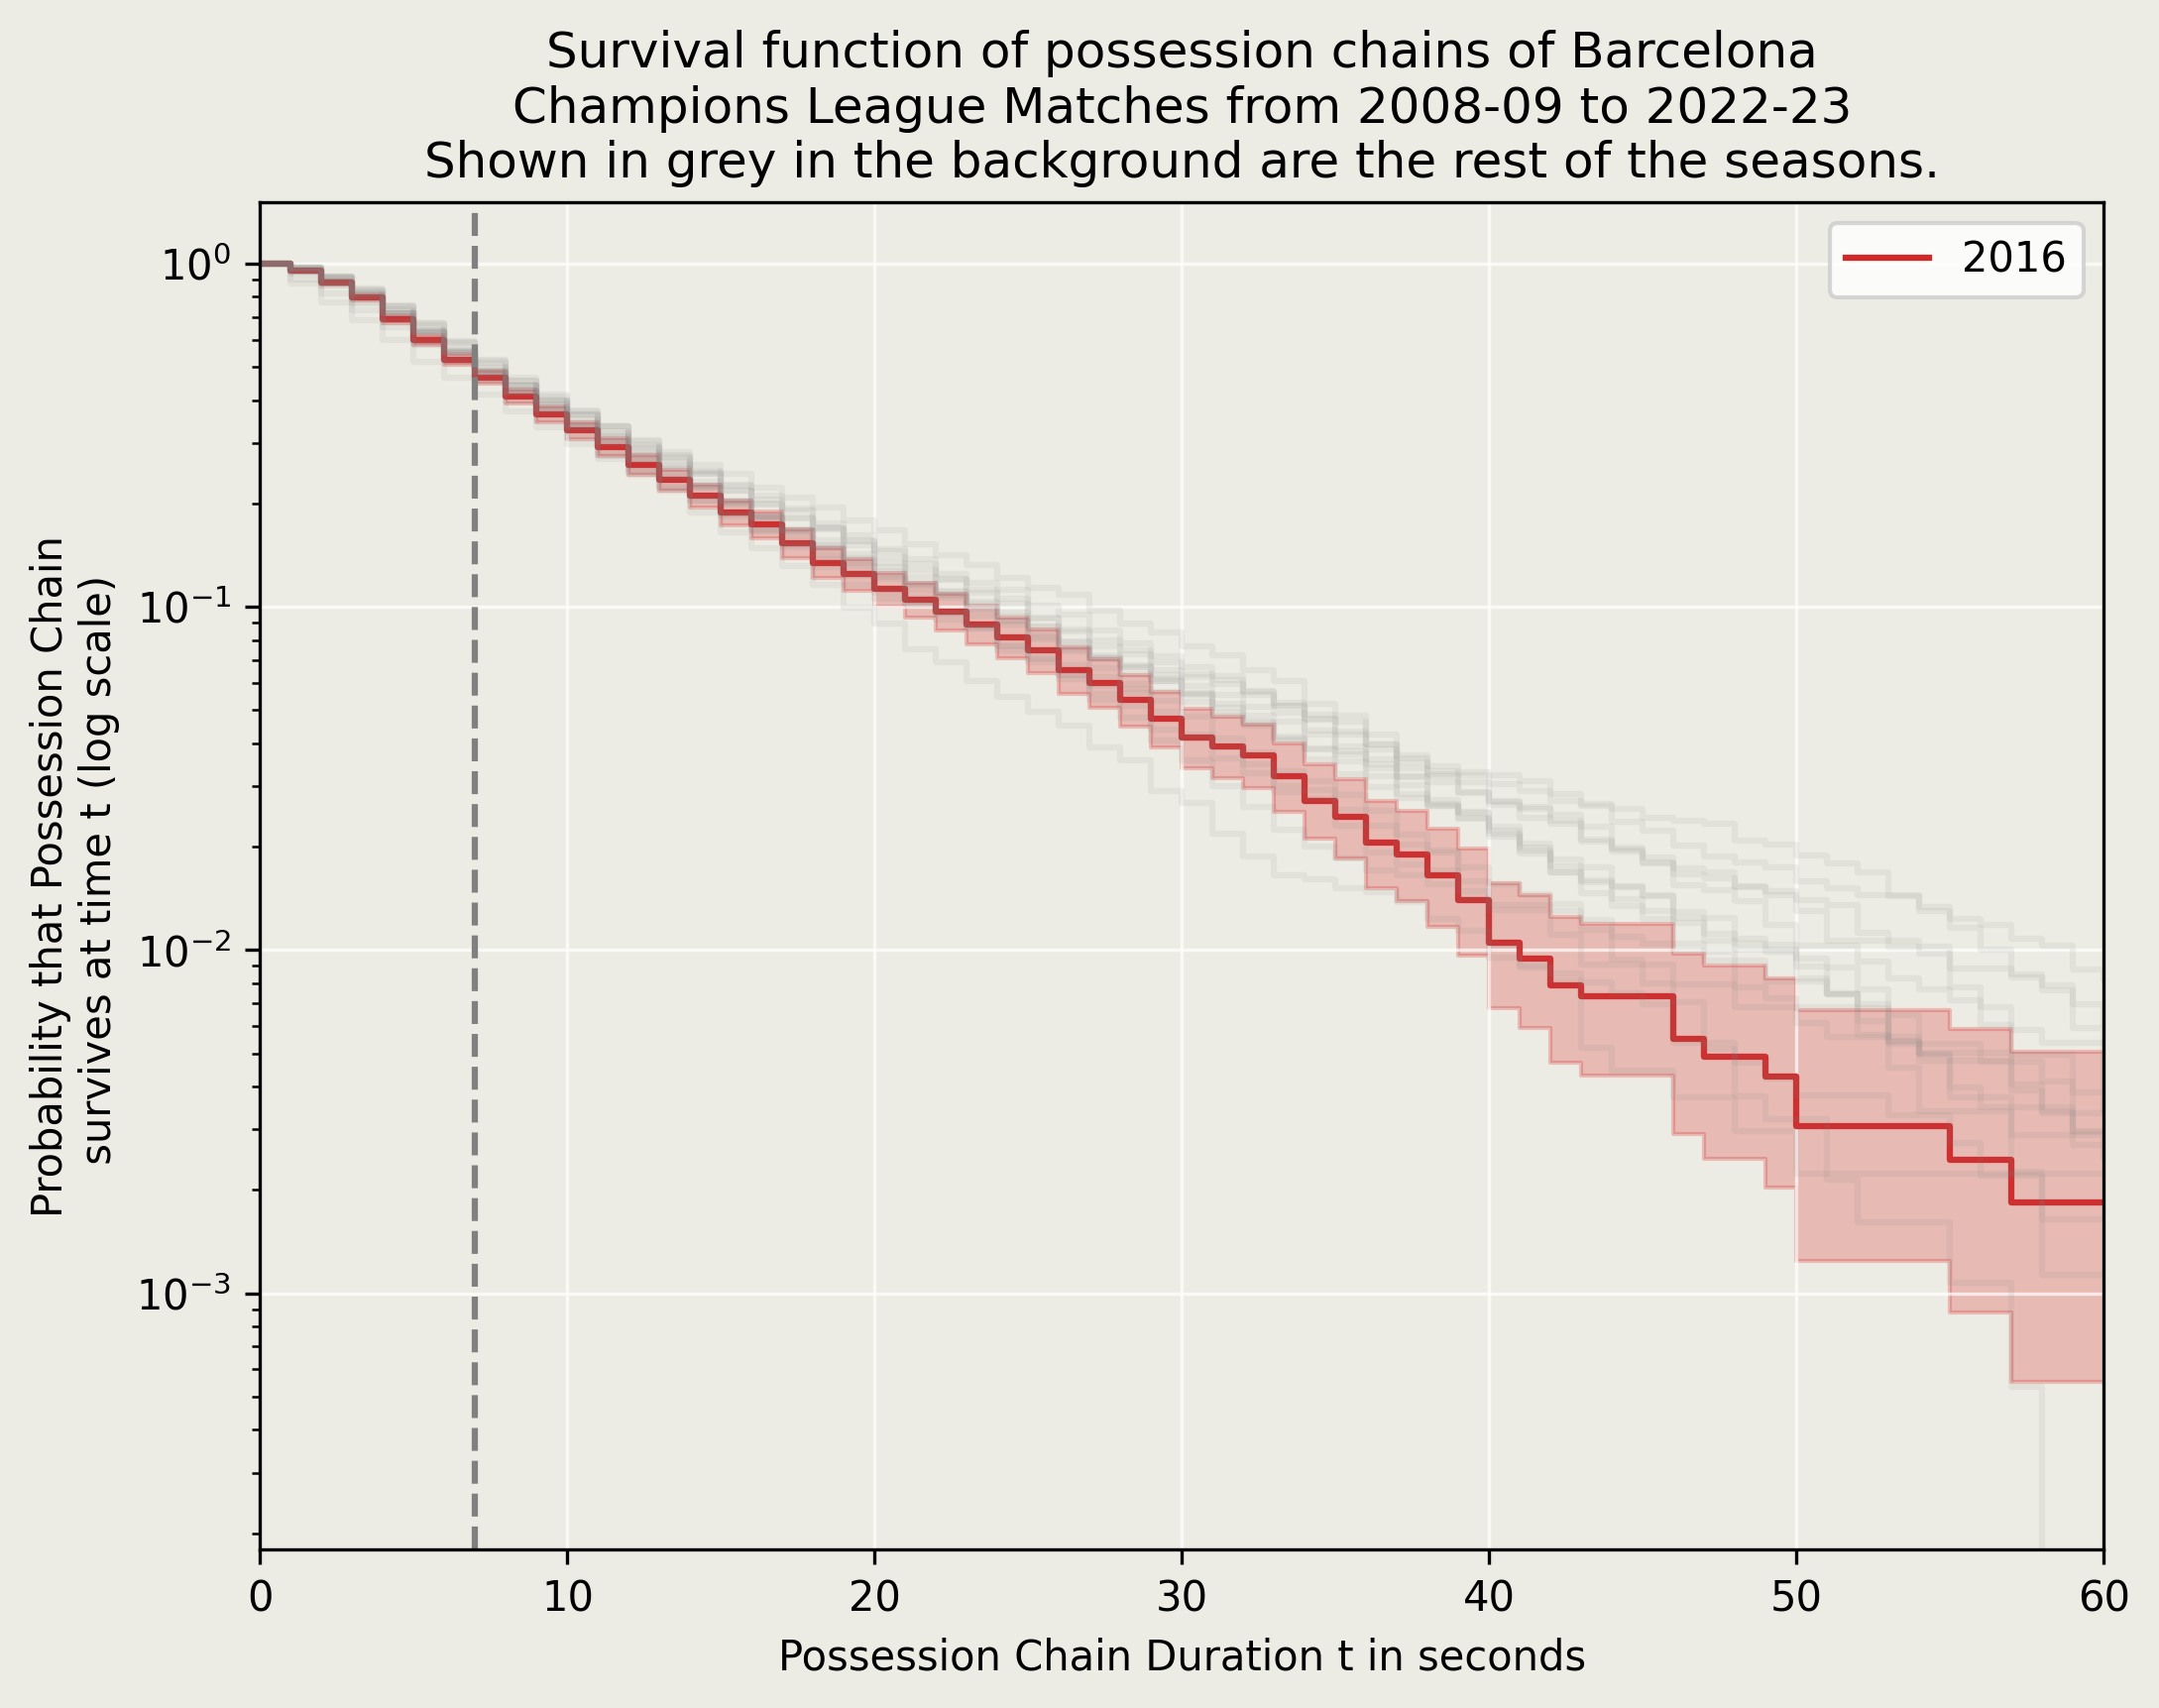 Survival function of possession chains of Barcelona
Champions League Matches from 2008-09 to 2022-23
Shown in grey in the background are the rest of the seasons.
2016
10⁰
10⁻¹
10⁻²
10⁻³
Probability that Possession Chain
survives at time t (log scale)
0 10 20 30 40 50 60
Possession Chain Duration t in seconds